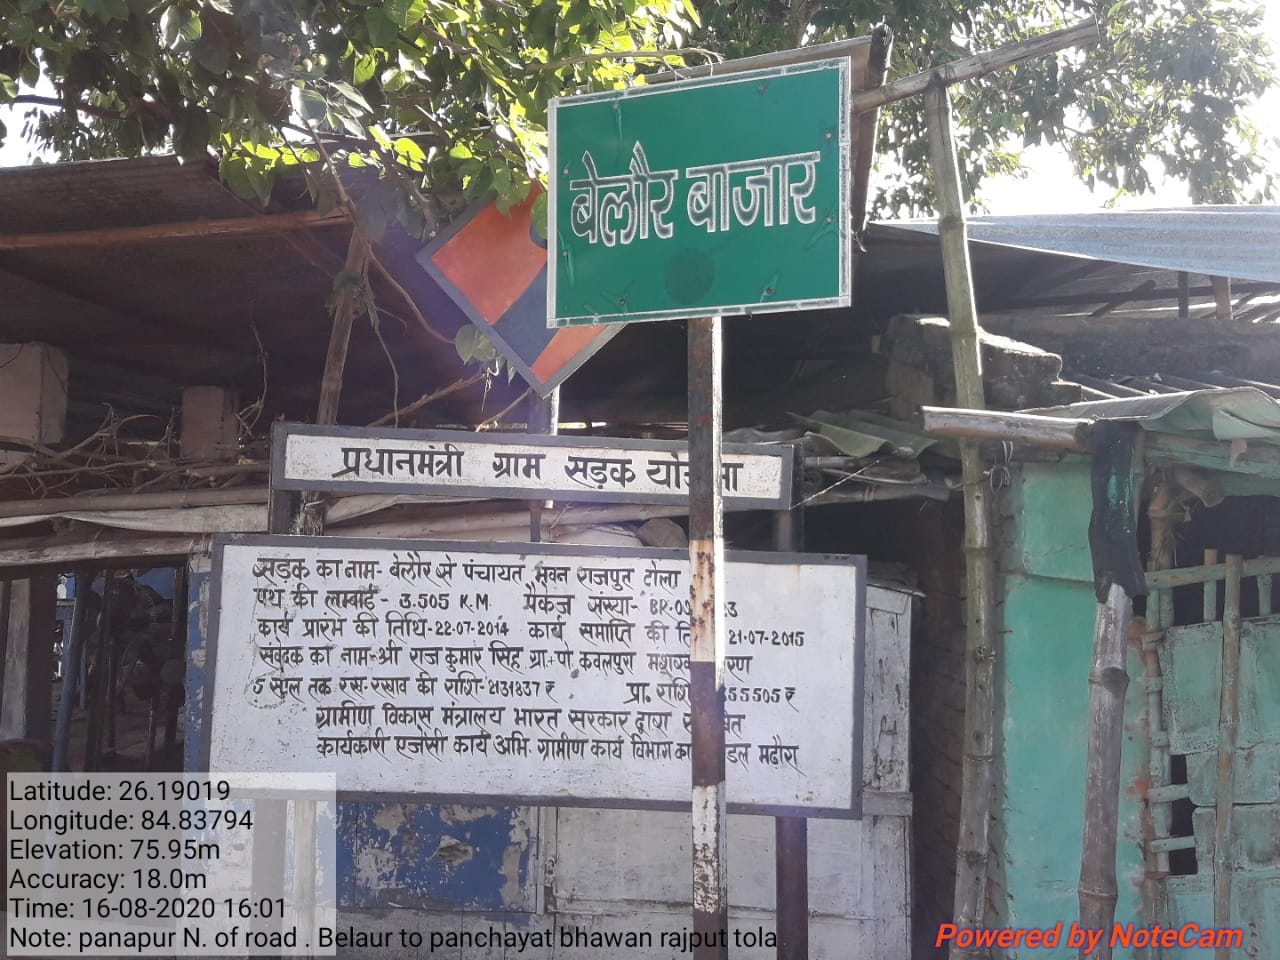 बेलौर बाजार
प्रधानमंत्री ग्राम सड़क
सड़क का नाम- बेलौर से पंचायत भवन राजपुत टोला
पथ की लम्बाई - 3.505 K.M. पैकेज संख्या- BR-
कार्य प्रारंभ की तिथि-22-07-2014 कार्य समाप्ति की 21-07-2015
संवेदक का नाम-श्री राज कुमार सिंह ग्रा+पो. कवलपुरा
5 साल तक रख-रखाव की राशि- प्रा. राशि
ग्रामीण विकास मंत्रालय भारत सरकार द्वारा
कार्यकारी एजेंसी कार्य अभि. ग्रामीण कार्य विभाग मढ़ौरा
Latitude: 26.19019
Longitude: 84.83794
Elevation: 75.95m
Accuracy: 18.0m
Time: 16-08-2020 16:01
Note: panapur N. of road . Belaur to panchayat bhawan rajput tola
Powered by NoteCam